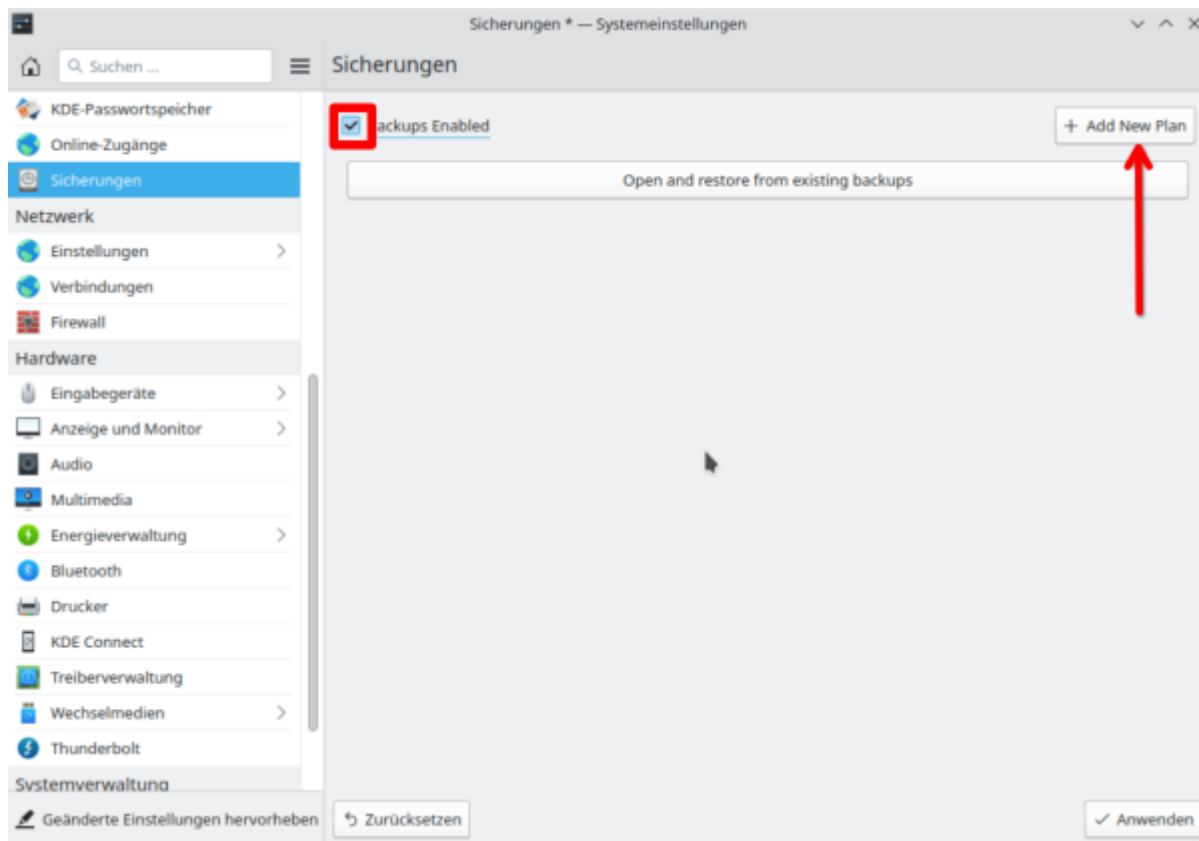 Sicherungen * — Systemeinstellungen
Suchen ...
Sicherungen
KDE-Passwortspeicher
Online-Zugänge
Sicherungen
Netzwerk
Einstellungen
Verbindungen
Firewall
Hardware
Eingabegeräte
Anzeige und Monitor
Audio
Multimedia
Energieverwaltung
Bluetooth
Drucker
KDE Connect
Treiberverwaltung
Wechselmedien
Thunderbolt
Systemverwaltung
Geänderte Einstellungen hervorheben
ackups Enabled
+ Add New Plan
Open and restore from existing backups
Zurücksetzen
Anwenden